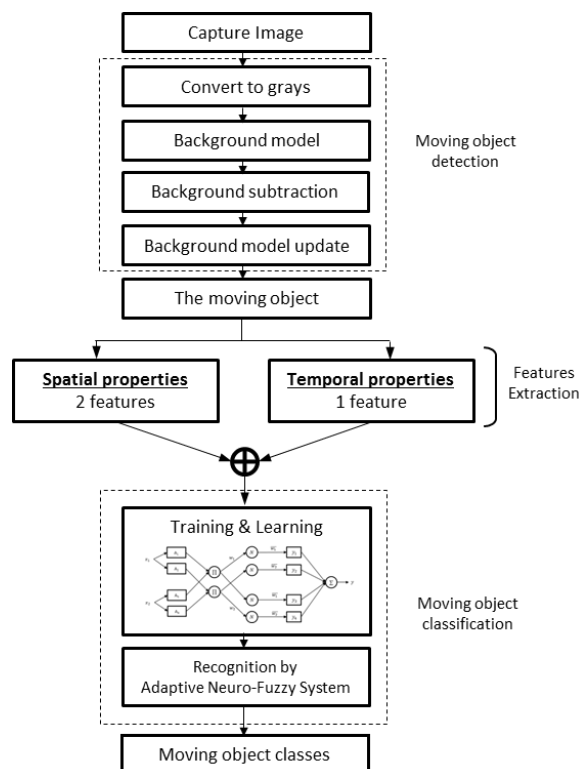 Capture Image
Convert to grays
Background model
Background subtraction
Background model update
Moving object
detection
The moving object
Spatial properties
2 features
Temporal properties
1 feature
Features
Extraction
Training & Learning
Recognition by
Adaptive Neuro-Fuzzy System
Moving object
classification
Moving object classes